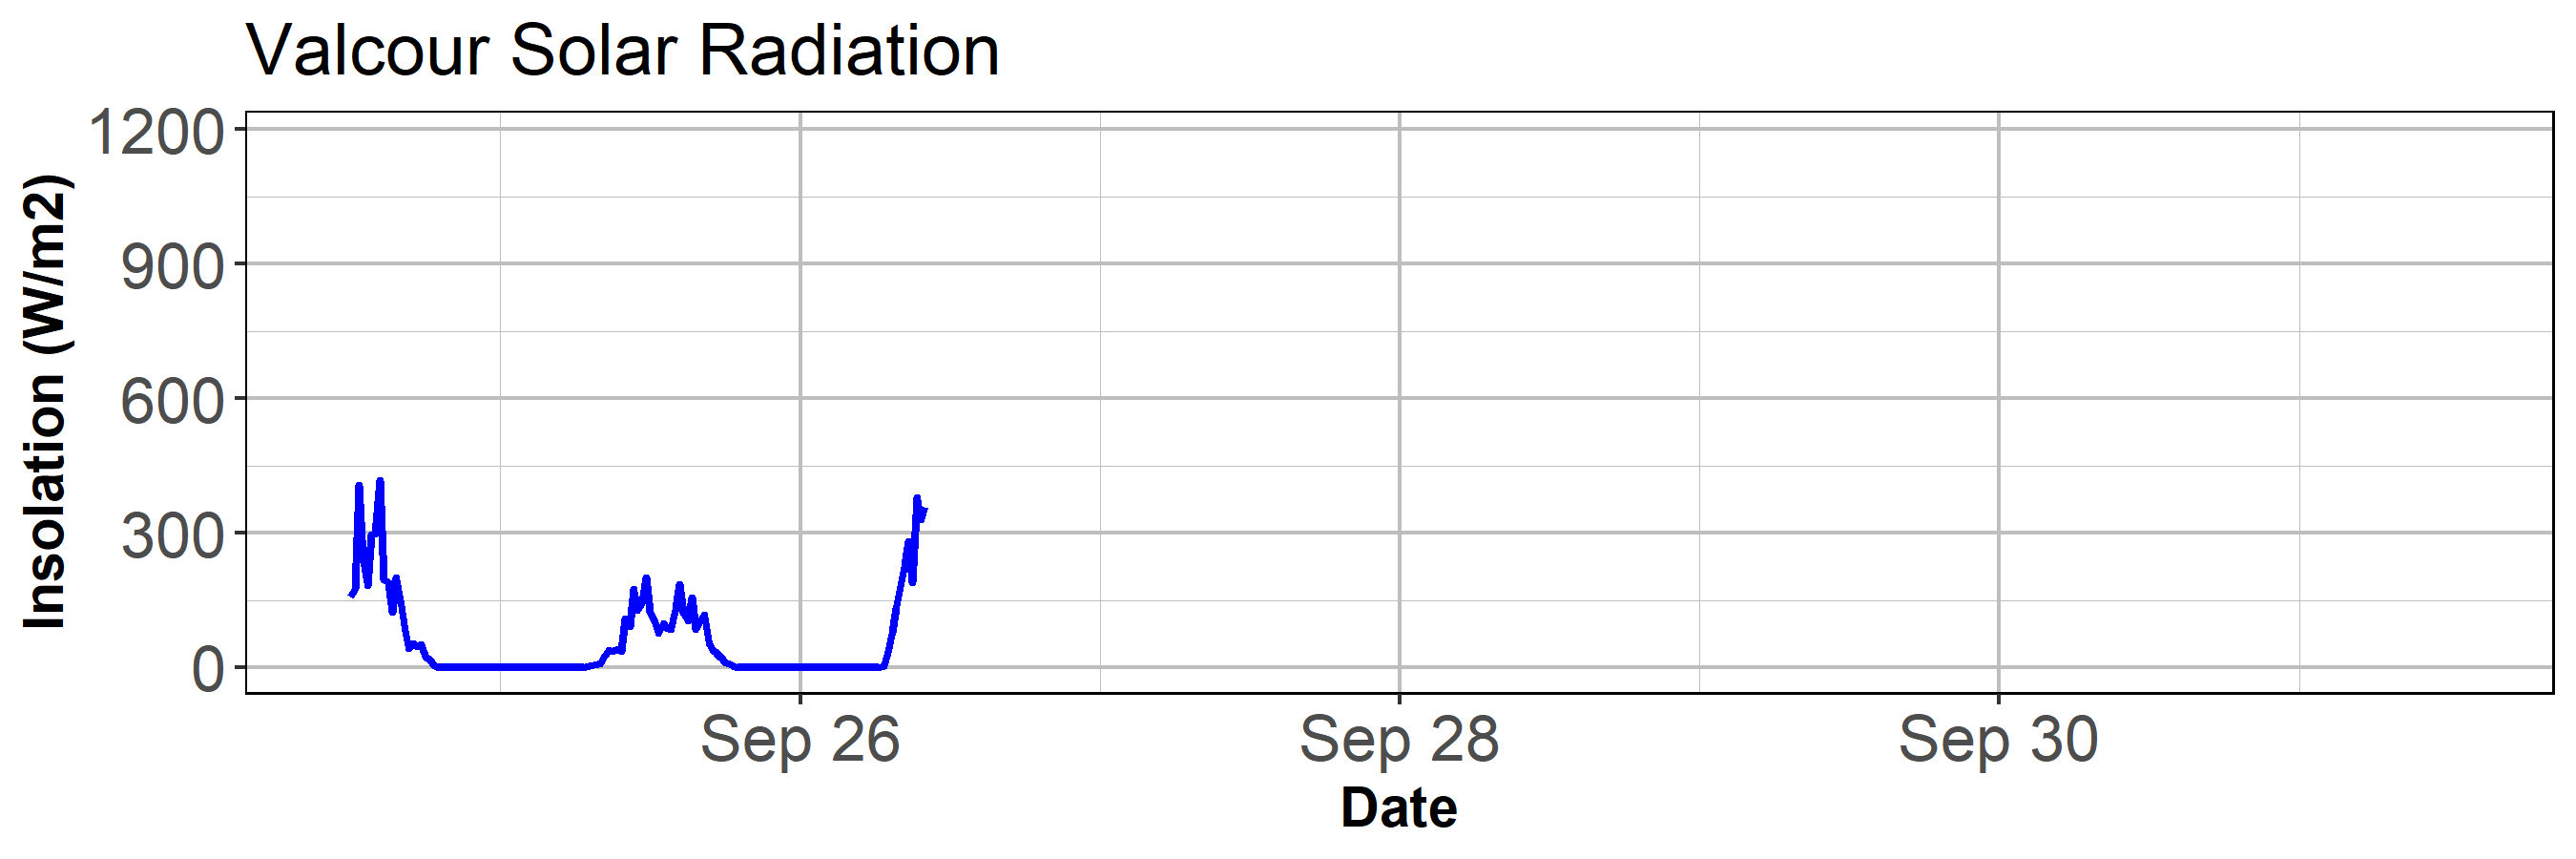 Valcour Solar Radiation
Insolation (W/m2)
1200
900
600
300
0
Sep 26
Sep 28
Sep 30
Date